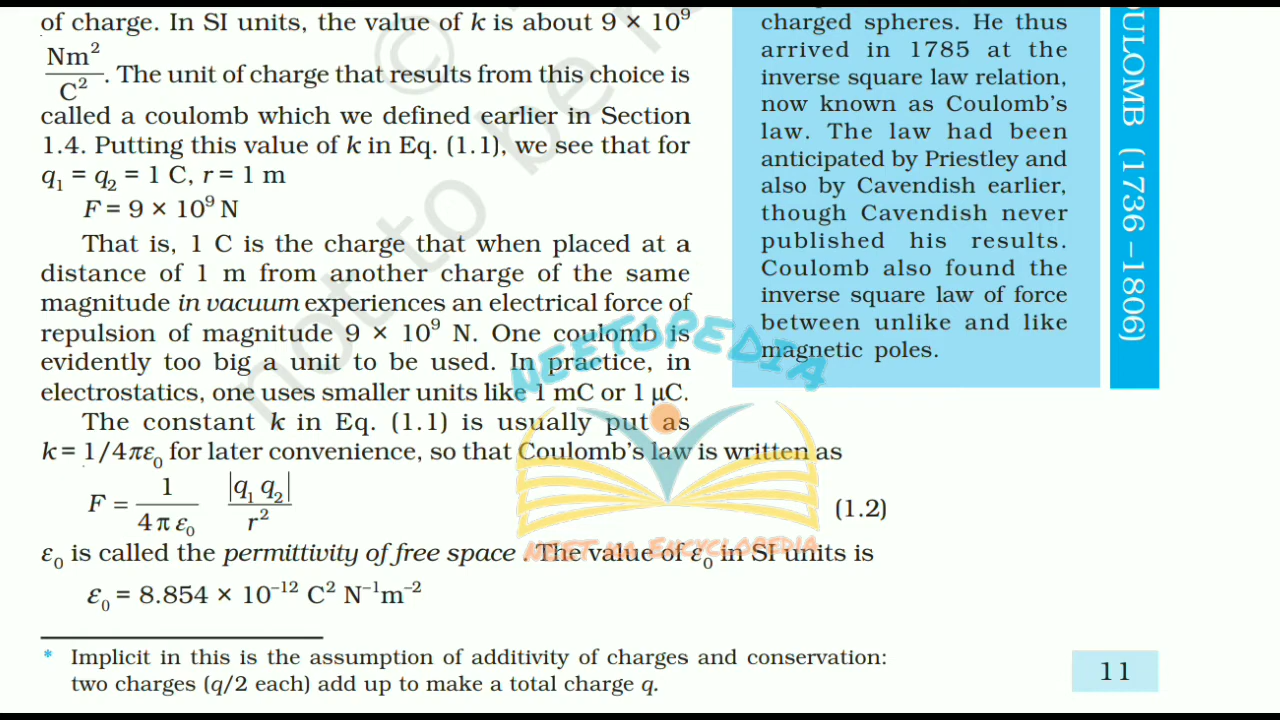 of charge. In SI units, the value of k is about 9 × 10⁹
Nm²
C²
. The unit of charge that results from this choice is
called a coulomb which we defined earlier in Section
1.4. Putting this value of k in Eq. (1.1), we see that for
q₁ = q₂ = 1 C, r = 1 m
F = 9 × 10⁹ N
That is, 1 C is the charge that when placed at a
distance of 1 m from another charge of the same
magnitude in vacuum experiences an electrical force of
repulsion of magnitude 9 × 10⁹ N. One coulomb is
evidently too big a unit to be used. In practice, in
electrostatics, one uses smaller units like 1 mC or 1 μC.
The constant k in Eq. (1.1) is usually put as
k = 1/4πε₀ for later convenience, so that Coulomb's law is written as
F = 1/(4 π ε₀) |q₁ q₂|/r² (1.2)
ε₀ is called the permittivity of free space . The value of ε₀ in SI units is
ε₀ = 8.854 × 10⁻¹² C² N⁻¹m⁻²
* Implicit in this is the assumption of additivity of charges and conservation:
two charges (q/2 each) add up to make a total charge q.
charged spheres. He thus
arrived in 1785 at the
inverse square law relation,
now known as Coulomb's
law. The law had been
anticipated by Priestley and
also by Cavendish earlier,
though Cavendish never
published his results.
Coulomb also found the
inverse square law of force
between unlike and like
magnetic poles.
OULOMB (1736 –1806)
11
© 
not to be re
NEETOPEDIA
NEET KA ENCYCLOPEDIA